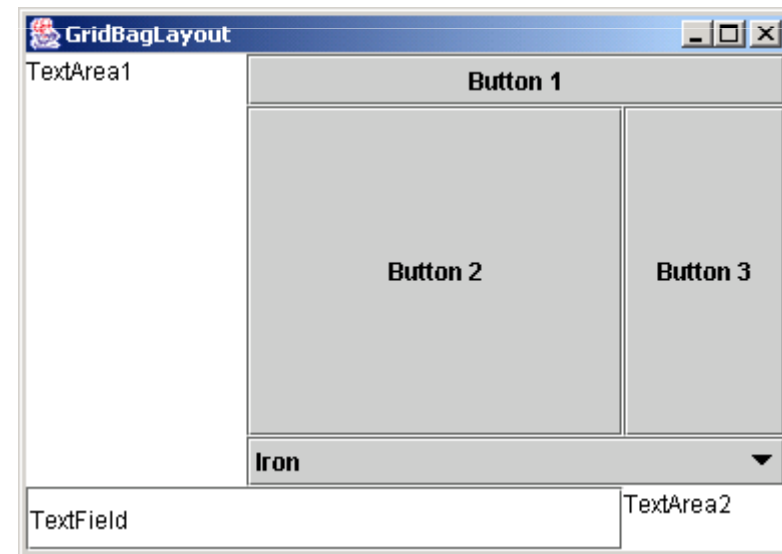 GridBagLayout
TextArea1
Button 1
Button 2
Button 3
Iron
TextField
TextArea2